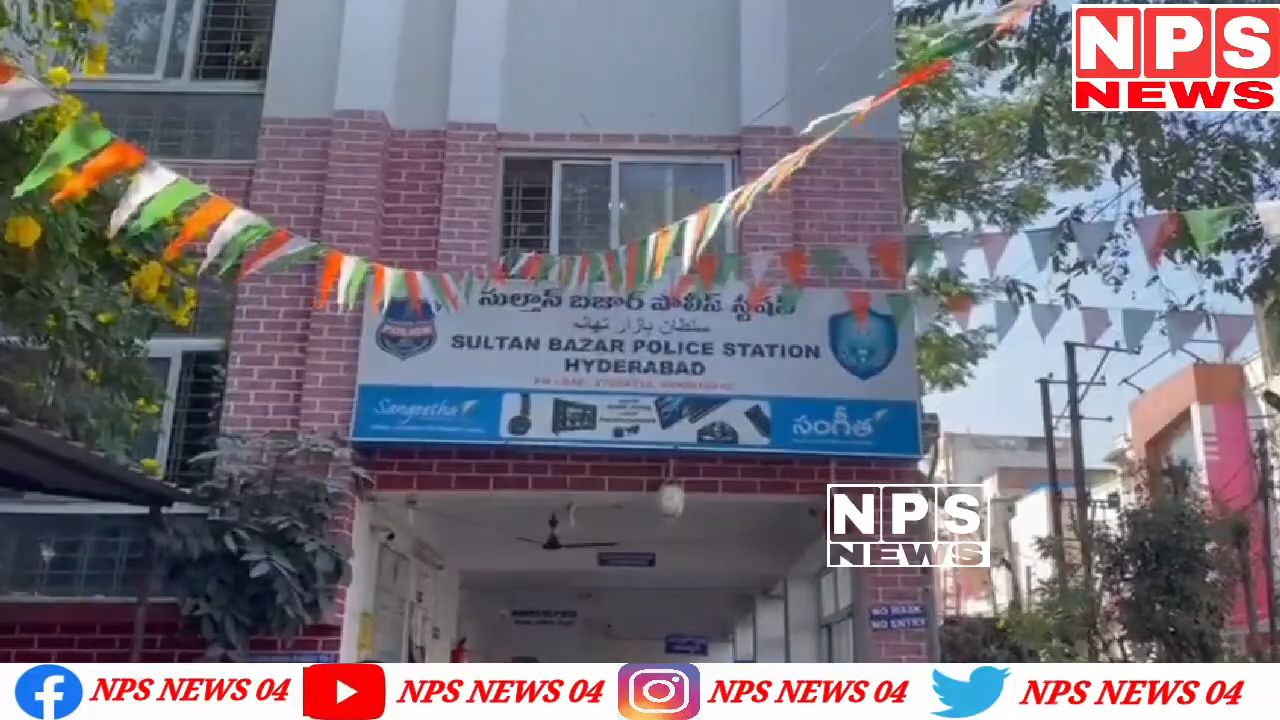 NPS
NEWS
సుల్తాన్ బజార్ పోలీస్ స్టేషన్
سلطان بازار تھانہ
SULTAN BAZAR POLICE STATION
HYDERABAD
Sangeetha
సంగీత
NPS
NEWS
NO MASK
NO ENTRY
NPS NEWS 04
NPS NEWS 04
NPS NEWS 04
NPS NEWS 04